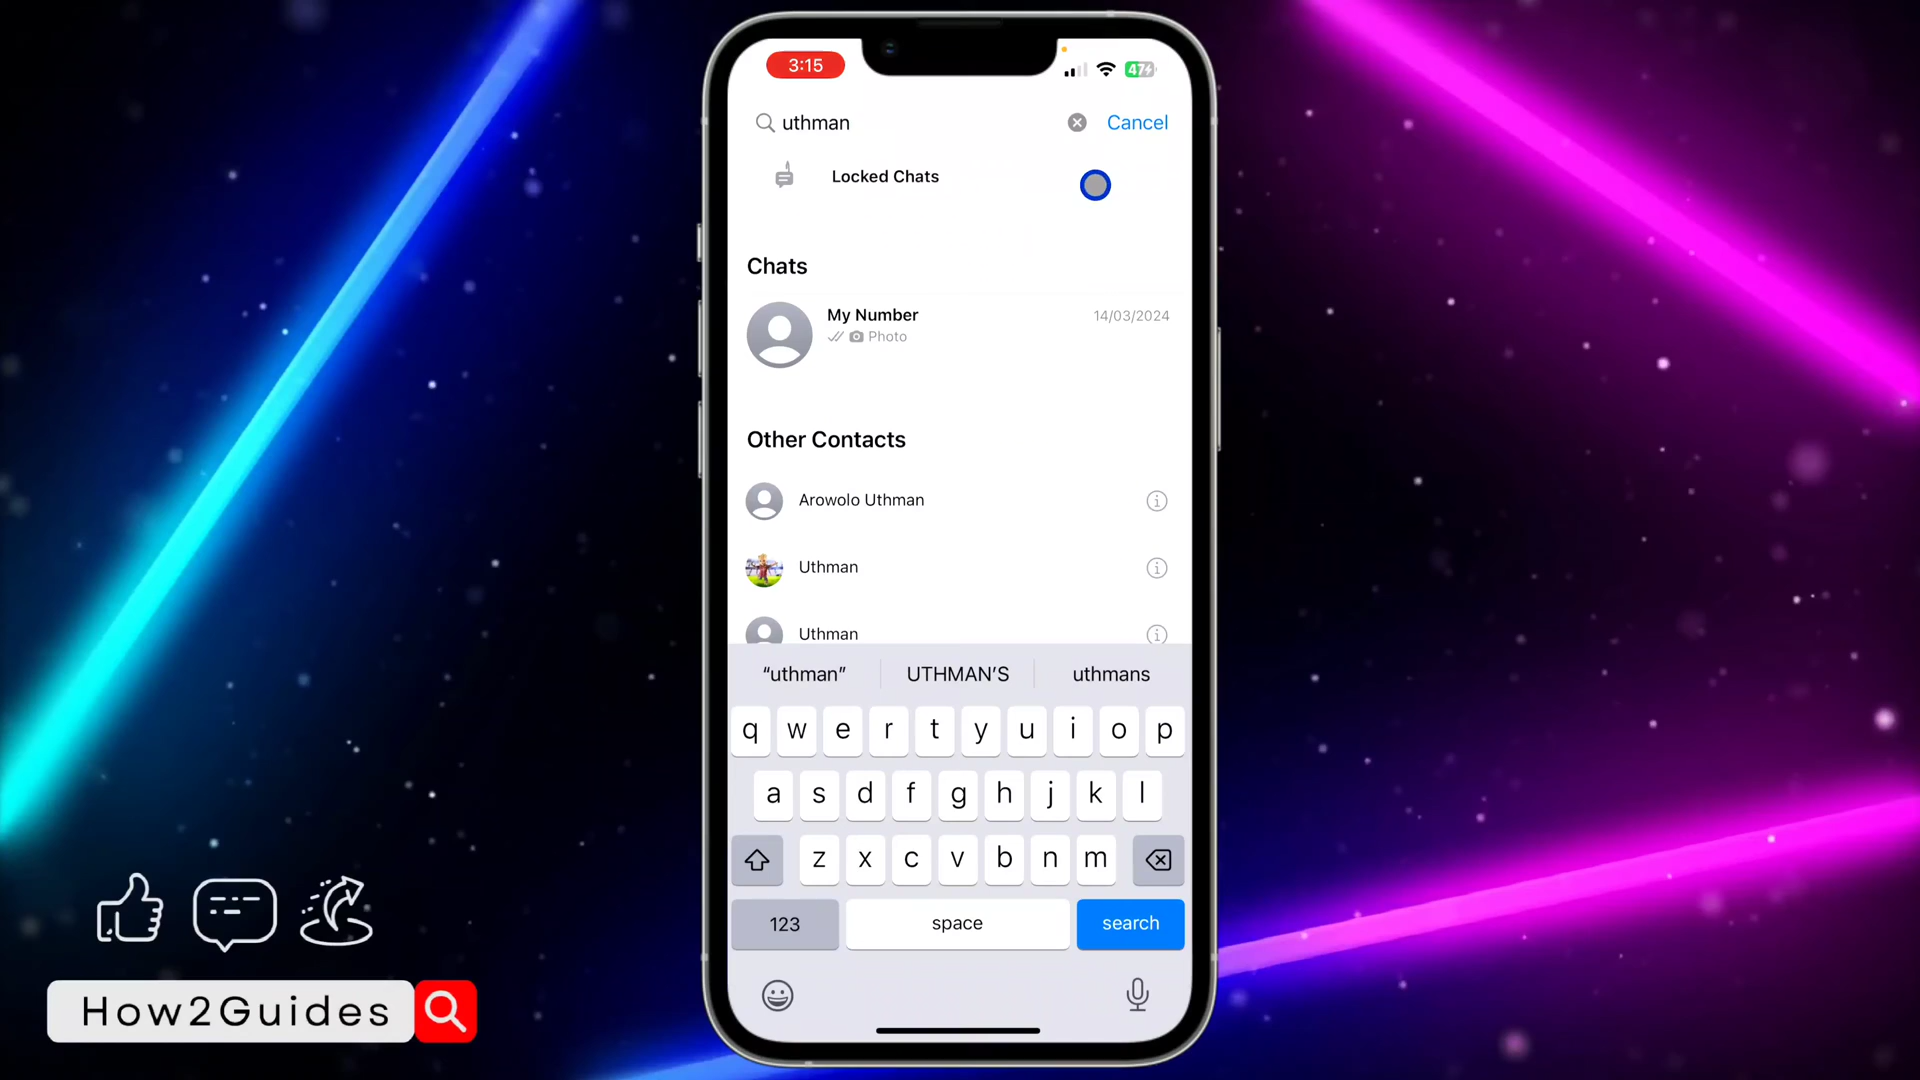 3:15
47
uthman
Cancel
Locked Chats
Chats
My Number
14/03/2024
Photo
Other Contacts
Arowolo Uthman
Uthman
Uthman
“uthman”
UTHMAN’S
uthmans
q w e r t y u i o p
a s d f g h j k l
z x c v b n m
123
space
search
How2Guides